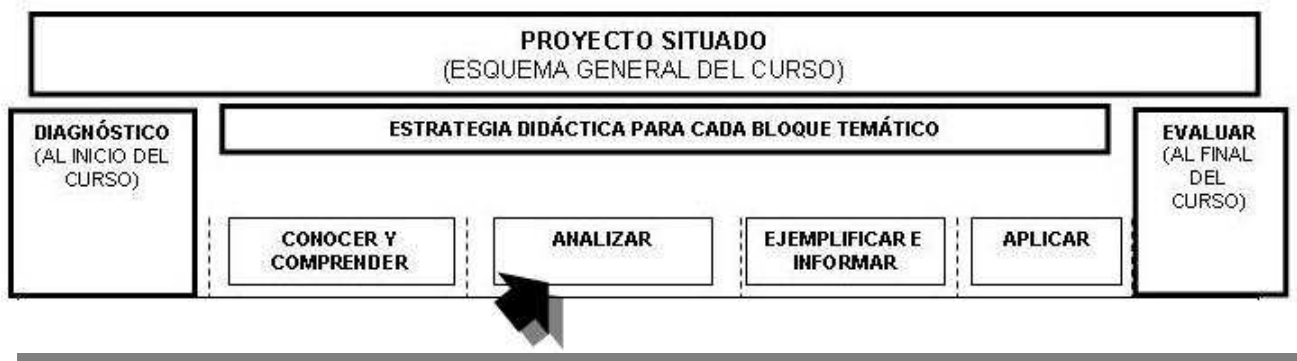 PROYECTO SITUADO
(ESQUEMA GENERAL DEL CURSO)
DIAGNÓSTICO
(AL INICIO DEL
CURSO)
ESTRATEGIA DIDÁCTICA PARA CADA BLOQUE TEMÁTICO
EVALUAR
(AL FINAL
DEL
CURSO)
CONOCER Y
COMPRENDER
ANALIZAR
EJEMPLIFICAR E
INFORMAR
APLICAR